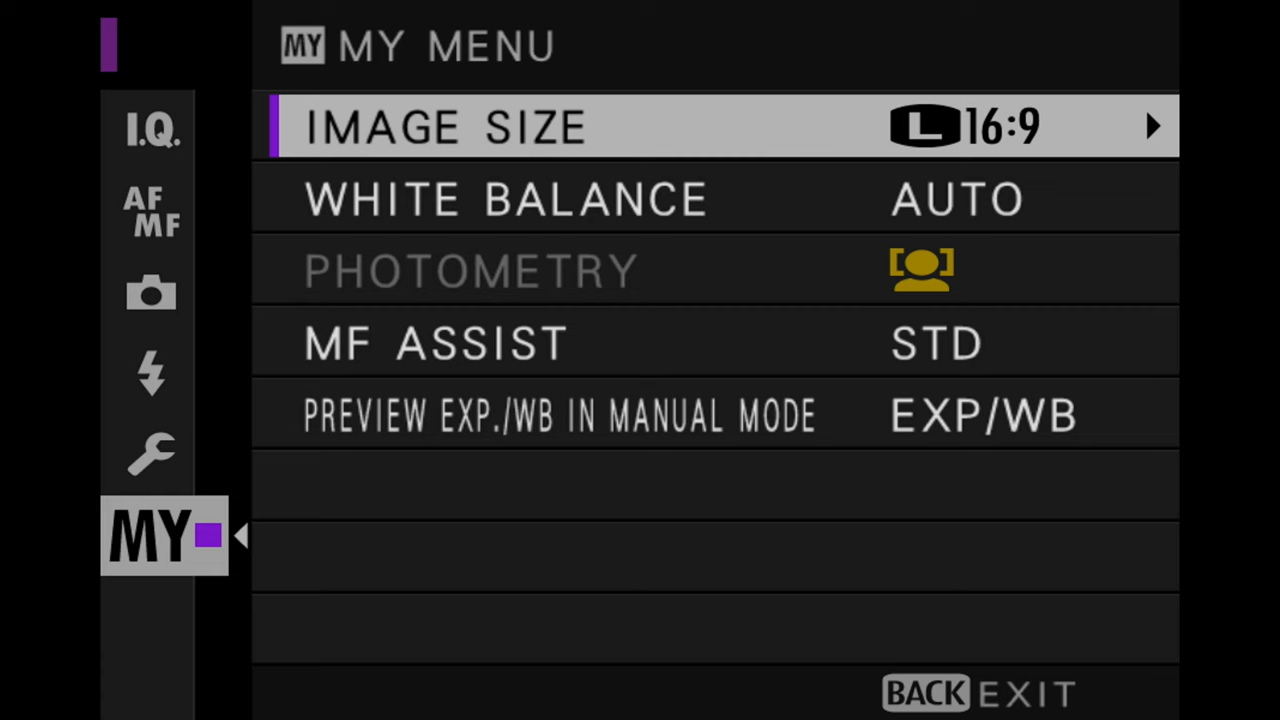 MY MY MENU
I.Q.
IMAGE SIZE L 16:9
AF
MF
WHITE BALANCE AUTO
PHOTOMETRY
MF ASSIST STD
PREVIEW EXP./WB IN MANUAL MODE EXP/WB
MY
BACK EXIT